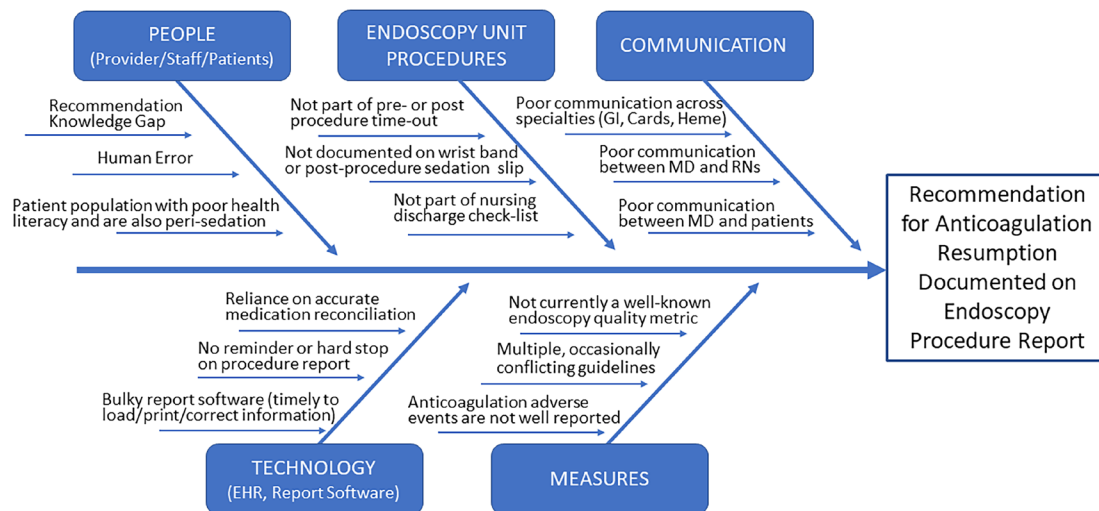 PEOPLE
(Provider/Staff/Patients)
Recommendation
Knowledge Gap
Human Error
Patient population with poor health
literacy and are also peri-sedation
ENDOSCOPY UNIT
PROCEDURES
Not part of pre- or post
procedure time-out
Not documented on wrist band
or post-procedure sedation slip
Not part of nursing
discharge check-list
COMMUNICATION
Poor communication across
specialties (GI, Cards, Heme)
Poor communication
between MD and RNs
Poor communication
between MD and patients
Recommendation
for Anticoagulation
Resumption
Documented on
Endoscopy
Procedure Report
Reliance on accurate
medication reconciliation
No reminder or hard stop
on procedure report
Bulky report software (timely to
load/print/correct information)
TECHNOLOGY
(EHR, Report Software)
Not currently a well-known
endoscopy quality metric
Multiple, occasionally
conflicting guidelines
Anticoagulation adverse
events are not well reported
MEASURES